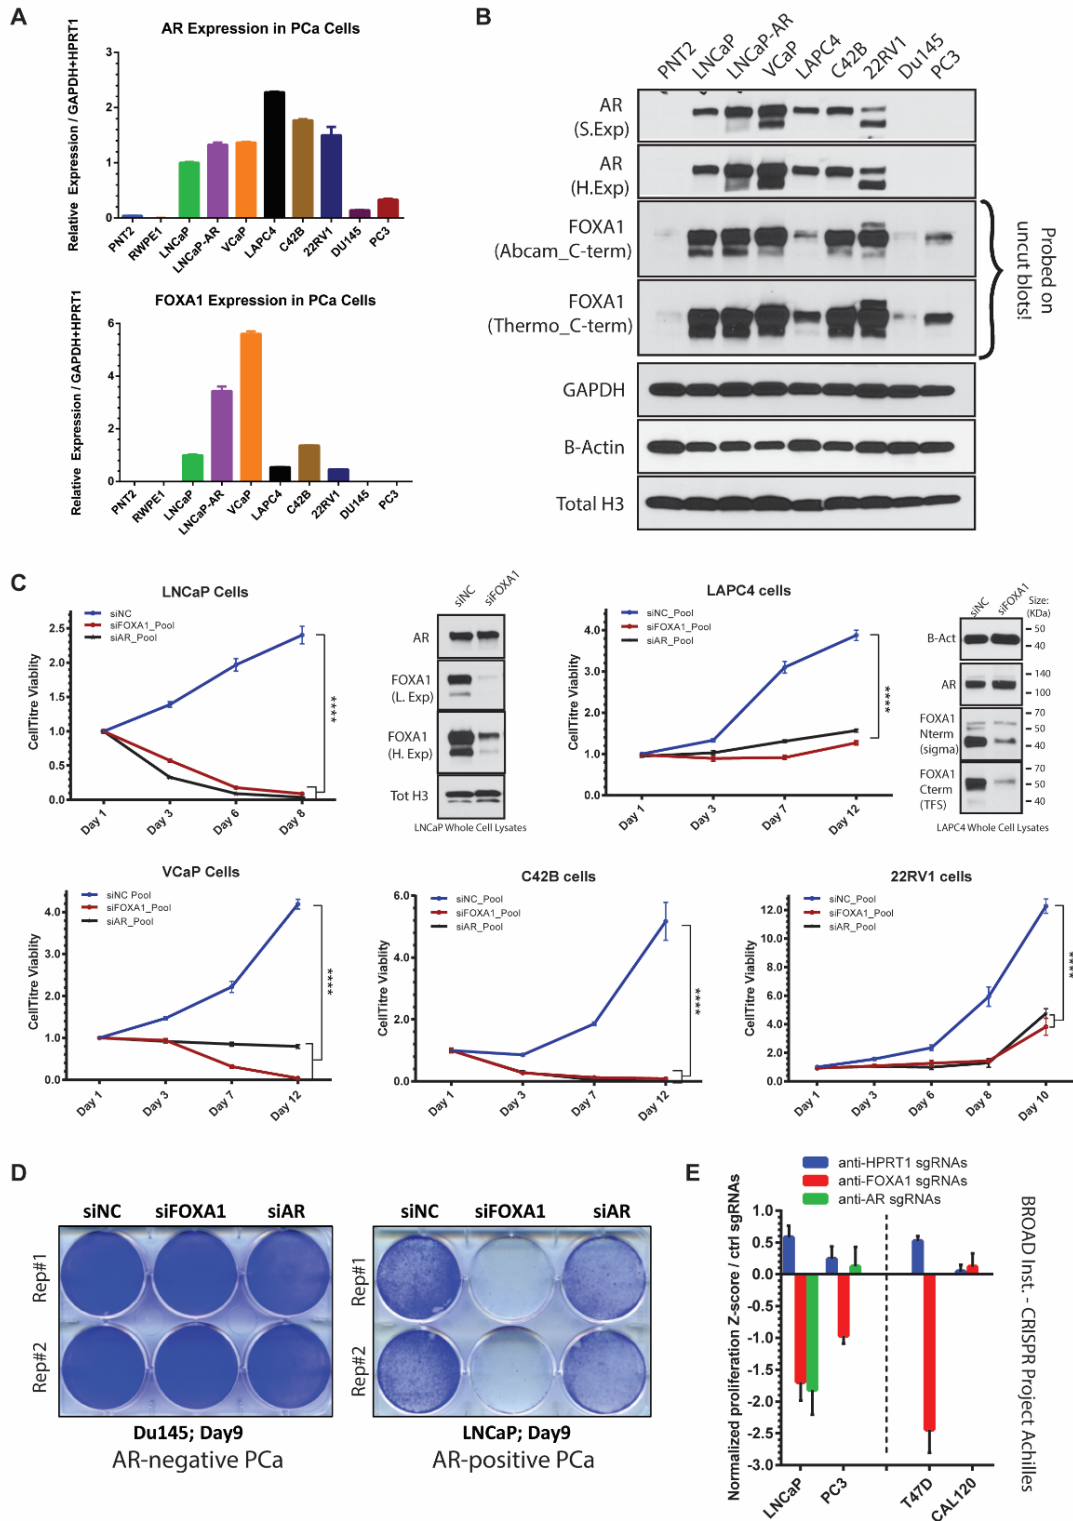 A
AR Expression in PCa Cells
Relative Expression / GAPDH+HPRT1
3
2
1
0
PNT2
RWPE1
LNCaP
LNCaP-AR
VCaP
LAPC4
C42B
22RV1
DU145
PC3
FOXA1 Expression in PCa Cells
Relative Expression / GAPDH+HPRT1
6
4
2
0
PNT2
RWPE1
LNCaP
LNCaP-AR
VCaP
LAPC4
C42B
22RV1
DU145
PC3
B
PNT2
LNCaP
LNCaP-AR
VCaP
LAPC4
C42B
22RV1
Du145
PC3
AR
(S.Exp)
AR
(H.Exp)
FOXA1
(Abcam_C-term)
FOXA1
(Thermo_C-term)
GAPDH
B-Actin
Total H3
Probed on
uncut blots!
C
LNCaP Cells
siNC
siFOXA1_Pool
siAR_Pool
CellTitre Viablity
2.5
2.0
1.5
1.0
0.5
0.0
Day 1
Day 3
Day 6
Day 8
****
siNC
siFOXA1
AR
FOXA1
(L. Exp)
FOXA1
(H. Exp)
Tot H3
LNCaP Whole Cell Lysates
LAPC4 cells
siNC_Pool
siFOXA1_Pool
siAR_Pool
CellTitre Viablity
4.0
3.0
2.0
1.0
0.0
Day 1
Day 3
Day 7
Day 12
****
siNC
siFOXA1
Size:
(KDa)
B-Act
50
40
AR
140
100
FOXA1
Nterm
(sigma)
70
50
40
FOXA1
Cterm
(TFS)
70
50
40
LAPC4 Whole Cell Lysates
VCaP Cells
siNC Pool
siFOXA1_Pool
siAR_Pool
CellTitre Viablity
4.0
3.0
2.0
1.0
0.0
Day 1
Day 3
Day 7
Day 12
****
C42B cells
siNC_Pool
siFOXA1_Pool
siAR_Pool
CellTitre Viablity
6.0
4.0
2.0
0.0
Day 1
Day 3
Day 7
Day 12
****
22RV1 cells
siNC_Pool
siFOXA1_Pool
siAR_Pool
CellTitre Viablity
12.0
10.0
8.0
6.0
4.0
2.0
0.0
Day 1
Day 3
Day 6
Day 8
Day 10
****
D
siNC siFOXA1 siAR
Rep#1
Rep#2
Du145; Day9
AR-negative PCa
siNC siFOXA1 siAR
Rep#1
Rep#2
LNCaP; Day9
AR-positive PCa
E
anti-HPRT1 sgRNAs
anti-FOXA1 sgRNAs
anti-AR sgRNAs
Normalized proliferation Z-score / ctrl sgRNAs
1.0
0.5
0.0
-0.5
-1.0
-1.5
-2.0
-2.5
-3.0
LNCaP
PC3
T47D
CAL120
BROAD Inst. - CRISPR Project Achilles